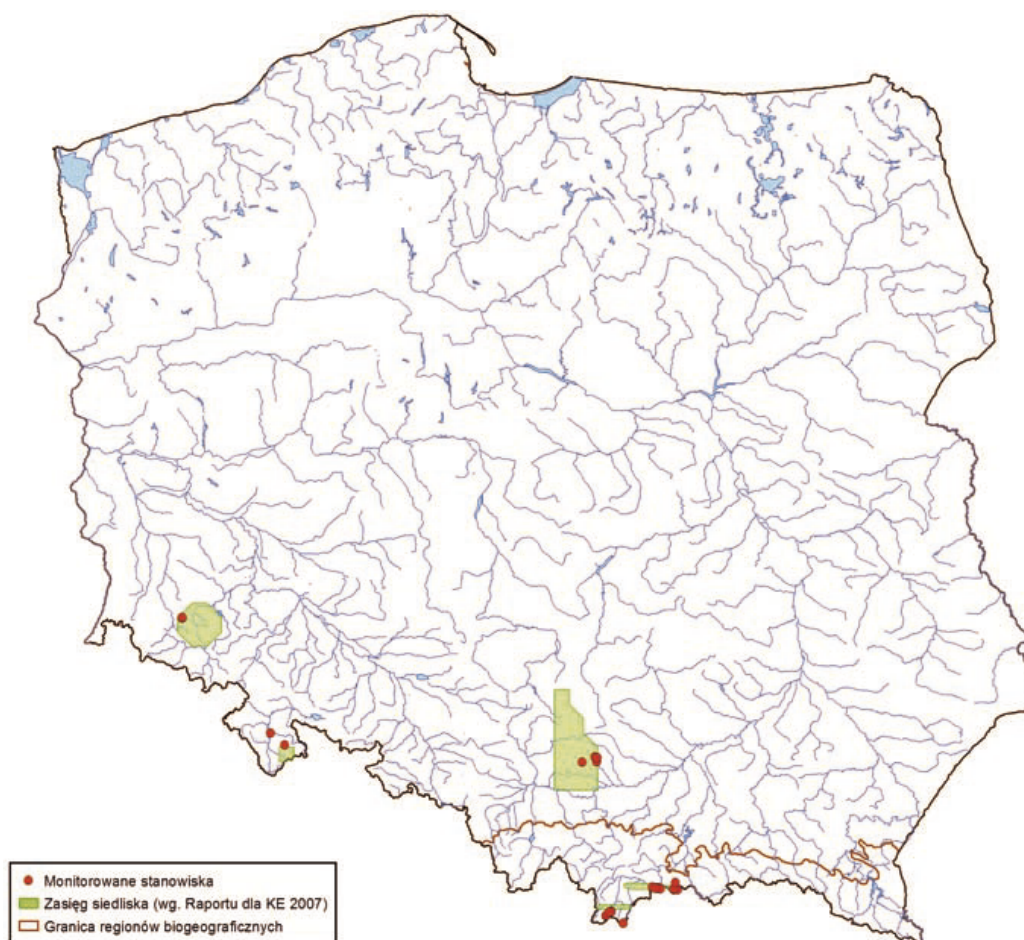 Monitorowane stanowiska
Zasięg siedliska (wg. Raportu dla KE 2007)
Granica regionów biogeograficznych